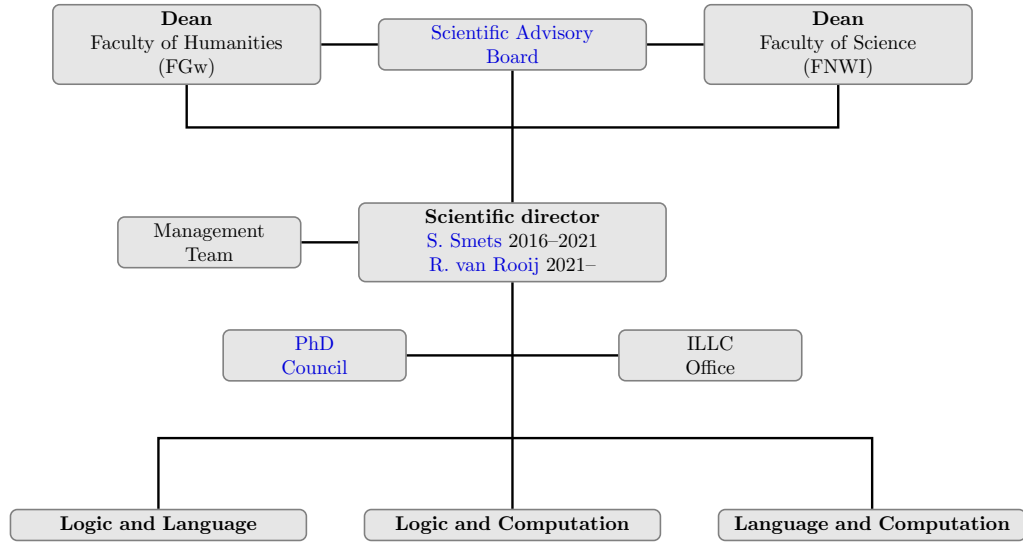 Dean
Faculty of Humanities
(FGw)
Scientific Advisory
Board
Dean
Faculty of Science
(FNWI)
Management
Team
Scientific director
S. Smets 2016–2021
R. van Rooij 2021–
PhD
Council
ILLC
Office
Logic and Language
Logic and Computation
Language and Computation